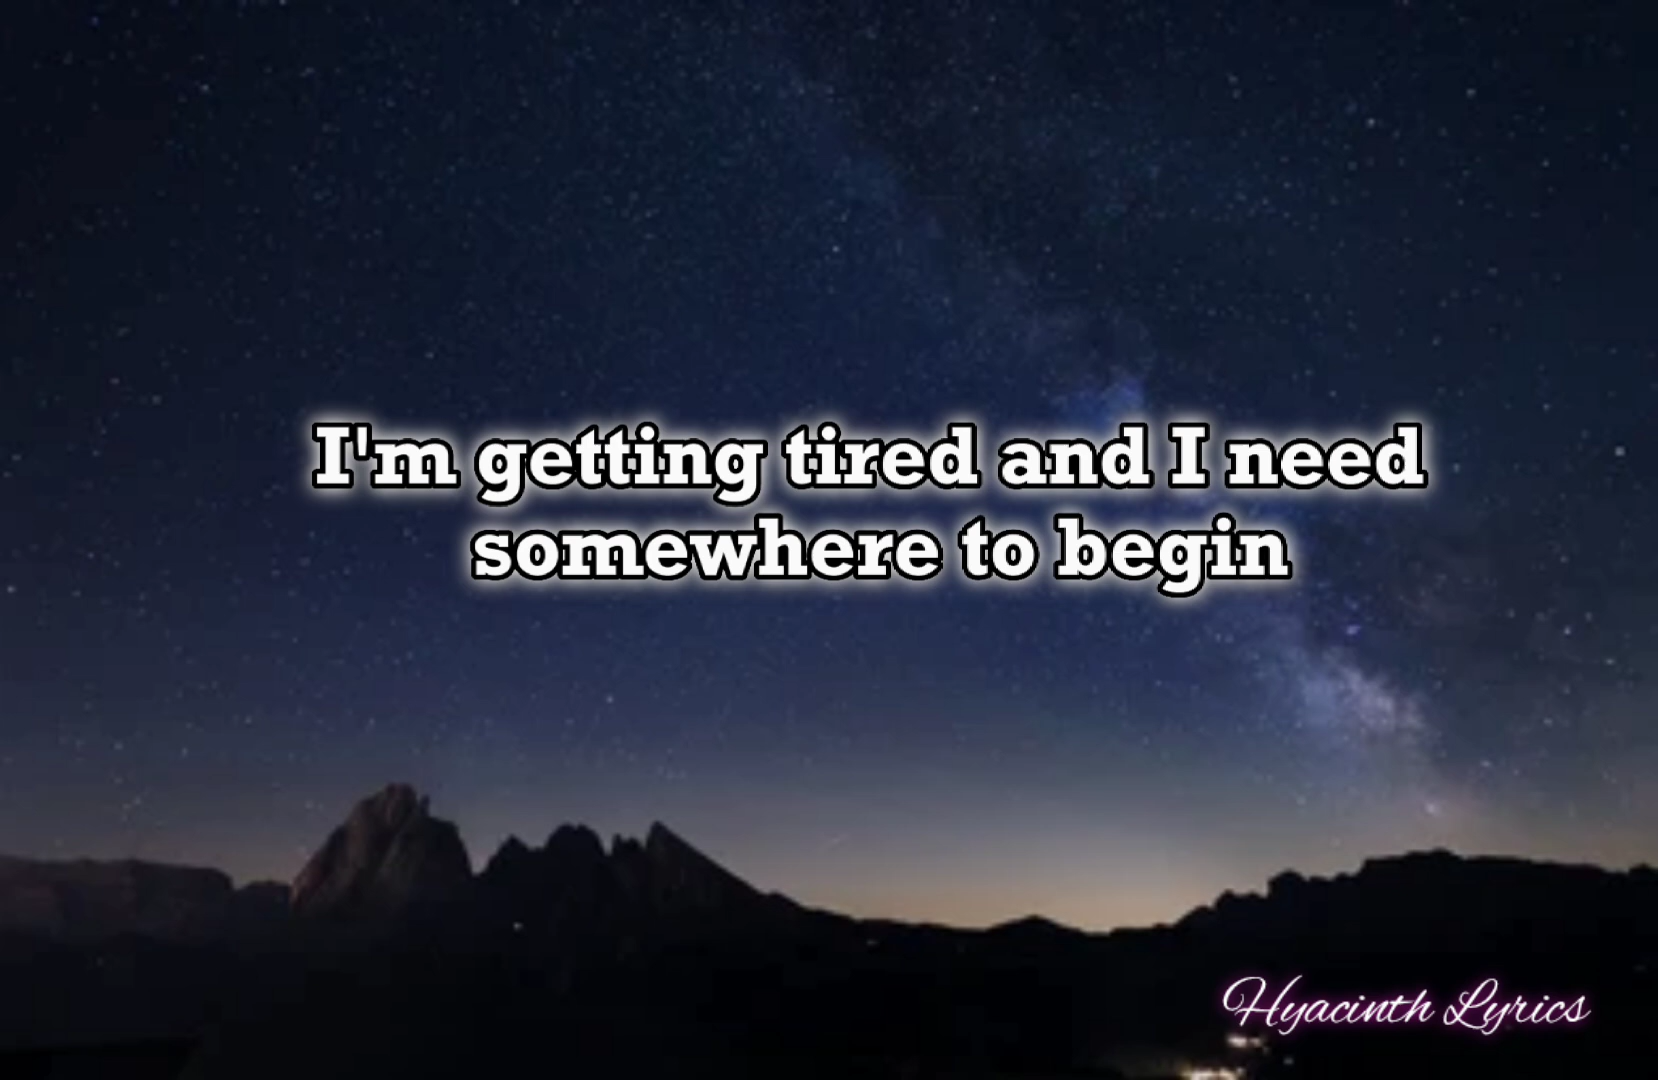 I'm getting tired and I need
somewhere to begin
Hyacinth Lyrics